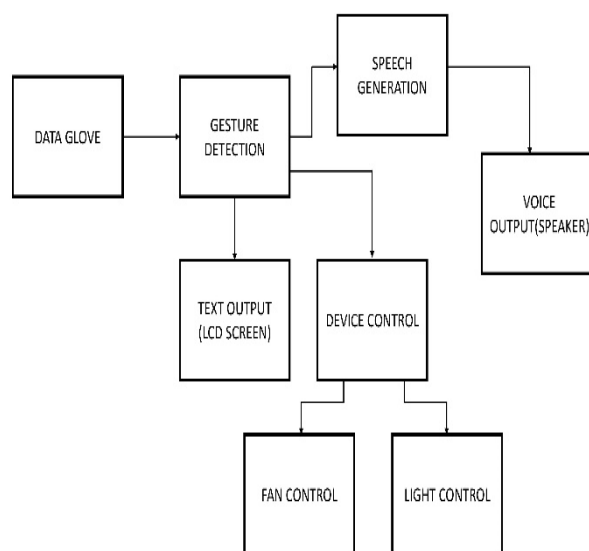 SPEECH
GENERATION
DATA GLOVE
GESTURE
DETECTION
VOICE
OUTPUT(SPEAKER)
TEXT OUTPUT
(LCD SCREEN)
DEVICE CONTROL
FAN CONTROL
LIGHT CONTROL